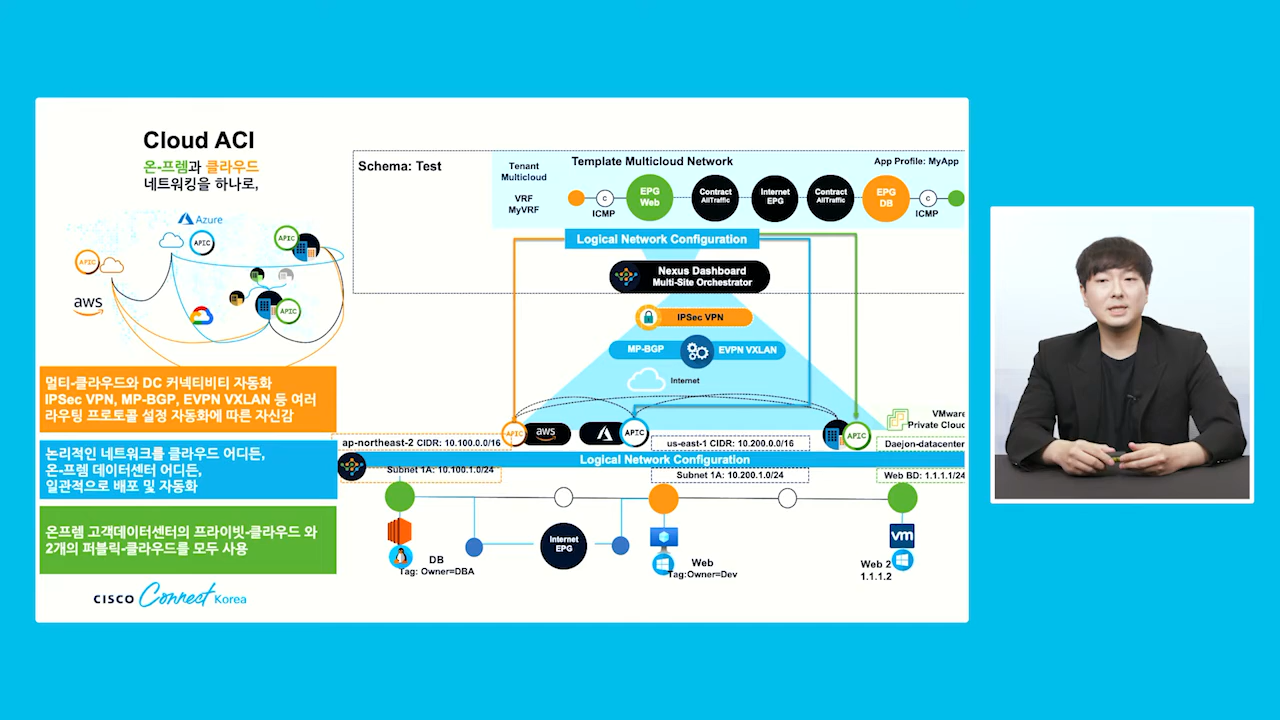 Cloud ACI
온-프렘과 클라우드
네트워킹을 하나로,
Azure
APIC
APIC
APIC
aws
APIC
멀티-클라우드와 DC 커넥티비티 자동화
IPSec VPN, MP-BGP, EVPN VXLAN 등 여러
라우팅 프로토콜 설정 자동화에 따른 자신감
논리적인 네트워크를 클라우드 어디든,
온-프렘 데이터센터 어디든,
일관적으로 배포 및 자동화
온프렘 고객데이터센터의 프라이빗-클라우드 와
2개의 퍼블릭-클라우드를 모두 사용
CISCO Connect Korea
Schema: Test
Tenant
Multicloud
VRF
MyVRF
Template Multicloud Network
App Profile: MyApp
C
ICMP
EPG
Web
Contract
AllTraffic
Internet
EPG
Contract
AllTraffic
EPG
DB
C
ICMP
Logical Network Configuration
Nexus Dashboard
Multi-Site Orchestrator
IPSec VPN
MP-BGP
EVPN VXLAN
Internet
APIC
aws
APIC
APIC
VMware
Private Cloud
ap-northeast-2 CIDR: 10.100.0.0/16
us-east-1 CIDR: 10.200.0.0/16
Daejon-datacenter
Logical Network Configuration
Subnet 1A: 10.100.1.0/24
Subnet 1A: 10.200.1.0/24
Web BD: 1.1.1.1/24
Internet
EPG
vm
DB
Tag: Owner=DBA
Web
Tag:Owner=Dev
Web 2
1.1.1.2